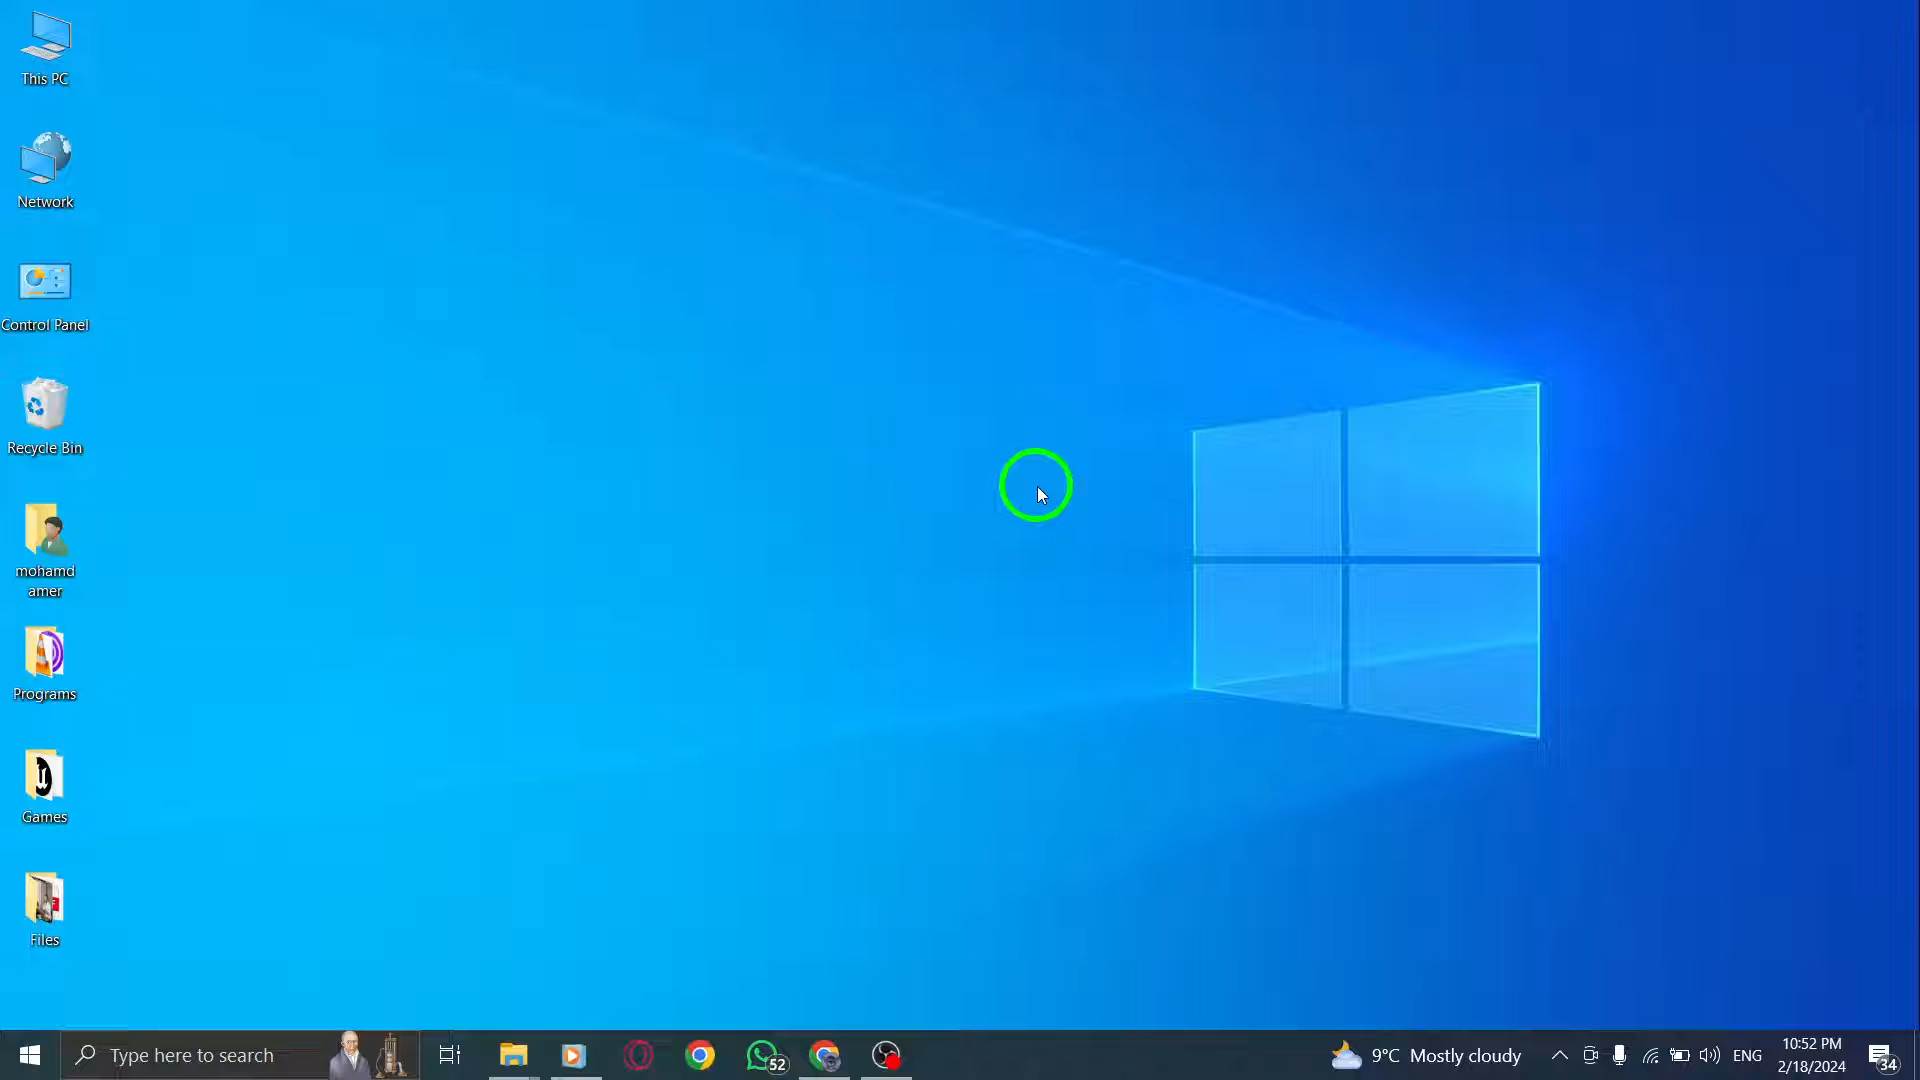 This PC
Network
Control Panel
Recycle Bin
mohamd
amer
Programs
Games
Files
Type here to search
52
9°C Mostly cloudy
ENG
10:52 PM
2/18/2024
34